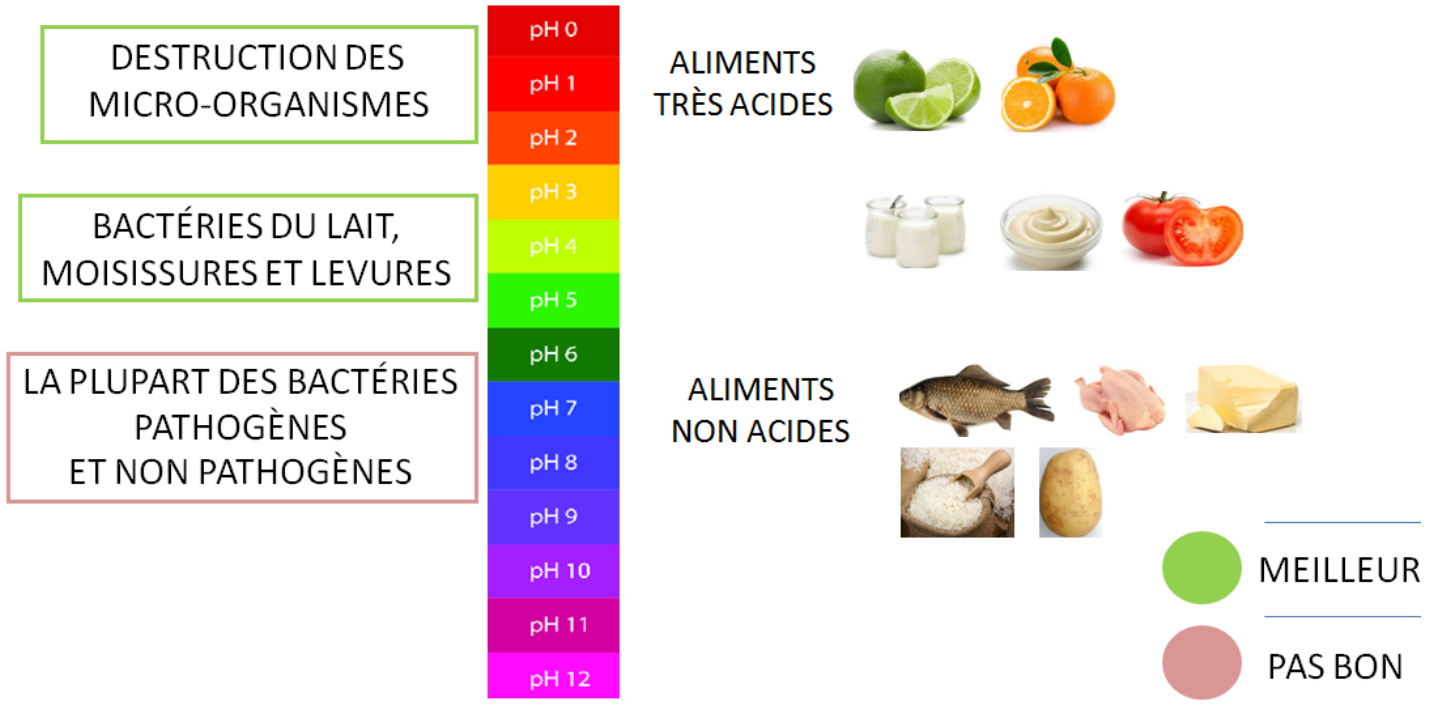 DESTRUCTION DES
MICRO-ORGANISMES
BACTÉRIES DU LAIT,
MOISISSURES ET LEVURES
LA PLUPART DES BACTÉRIES
PATHOGÈNES
ET NON PATHOGÈNES
pH 0
pH 1
pH 2
pH 3
pH 4
pH 5
pH 6
pH 7
pH 8
pH 9
pH 10
pH 11
pH 12
ALIMENTS
TRÈS ACIDES
ALIMENTS
NON ACIDES
MEILLEUR
PAS BON